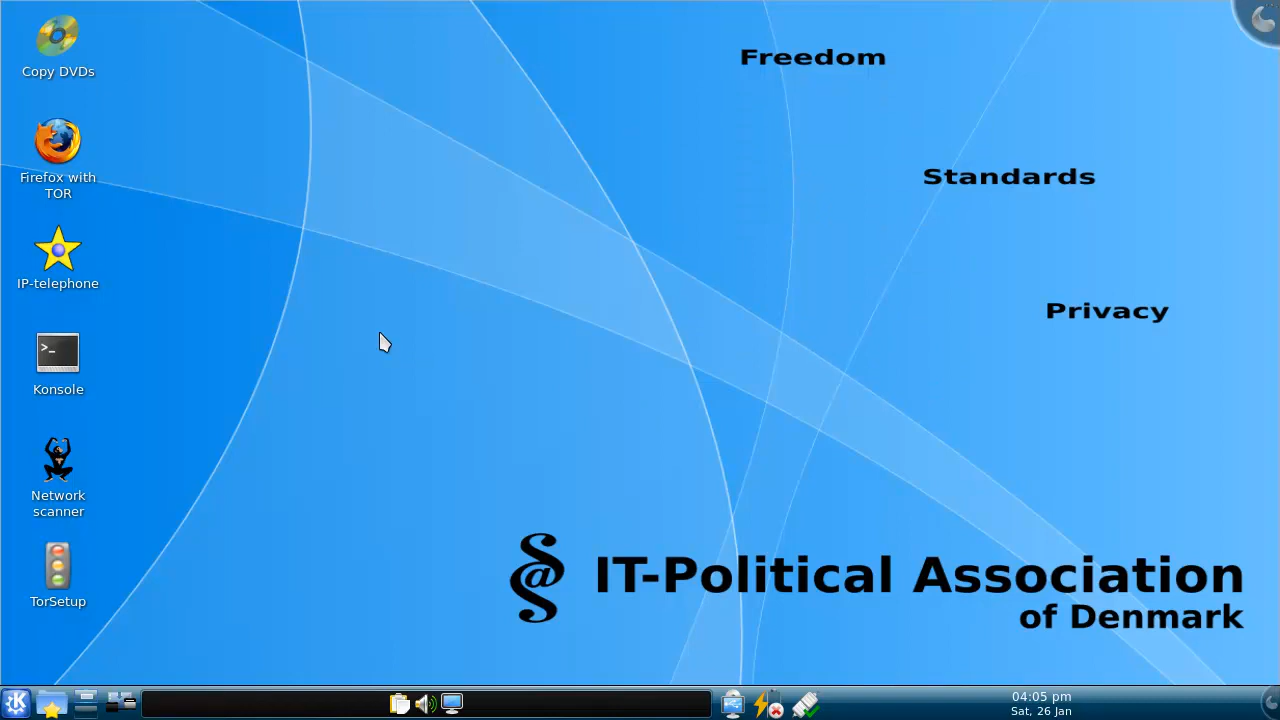 Copy DVDs
Firefox with
TOR
IP-telephone
Konsole
>_
Network
scanner
TorSetup
Freedom
Standards
Privacy
§@
IT-Political Association
of Denmark
04:05 pm
Sat, 26 Jan